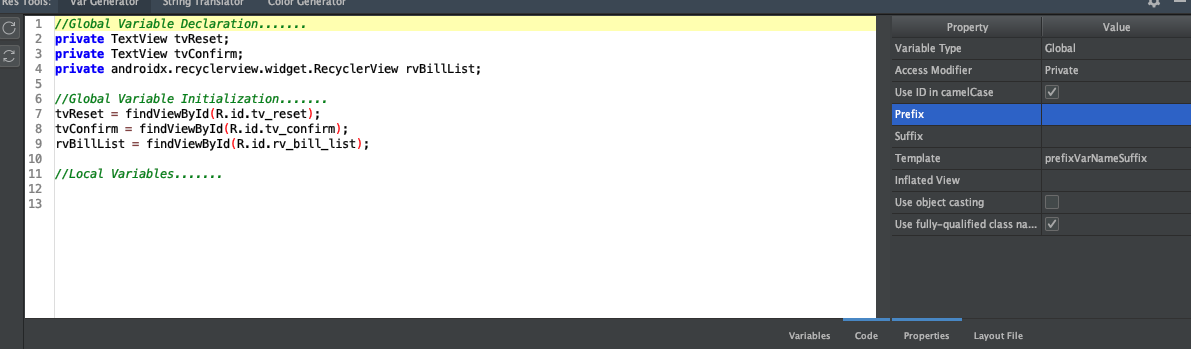 Res Tools: Var Generator String Translator Color Generator
1 //Global Variable Declaration.......
2 private TextView tvReset;
3 private TextView tvConfirm;
4 private androidx.recyclerview.widget.RecyclerView rvBillList;
5
6 //Global Variable Initialization.......
7 tvReset = findViewById(R.id.tv_reset);
8 tvConfirm = findViewById(R.id.tv_confirm);
9 rvBillList = findViewById(R.id.rv_bill_list);
10
11 //Local Variables.......
12
13
Property Value
Variable Type Global
Access Modifier Private
Use ID in camelCase
Prefix
Suffix
Template prefixVarNameSuffix
Inflated View
Use object casting
Use fully-qualified class na...
Variables Code Properties Layout File